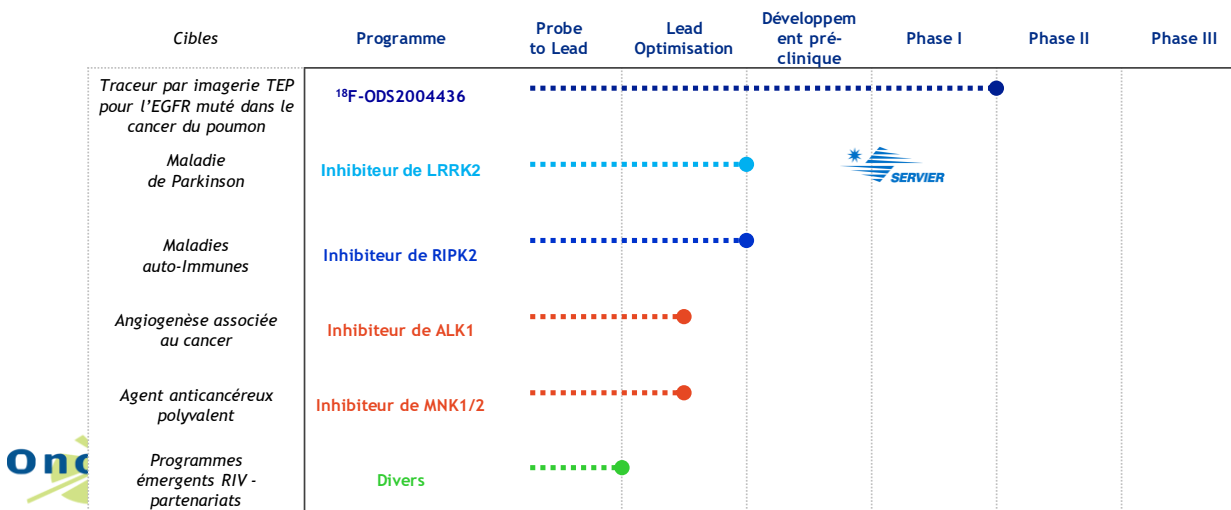 Cibles
Programme
Probe
to Lead
Lead
Optimisation
Développem
ent pré-
clinique
Phase I
Phase II
Phase III
Traceur par imagerie TEP
pour l’EGFR muté dans le
cancer du poumon
¹⁸F-ODS2004436
Maladie
de Parkinson
Inhibiteur de LRRK2
SERVIER
Maladies
auto-Immunes
Inhibiteur de RIPK2
Angiogenèse associée
au cancer
Inhibiteur de ALK1
Agent anticancéreux
polyvalent
Inhibiteur de MNK1/2
Programmes
émergents RIV -
partenariats
Divers